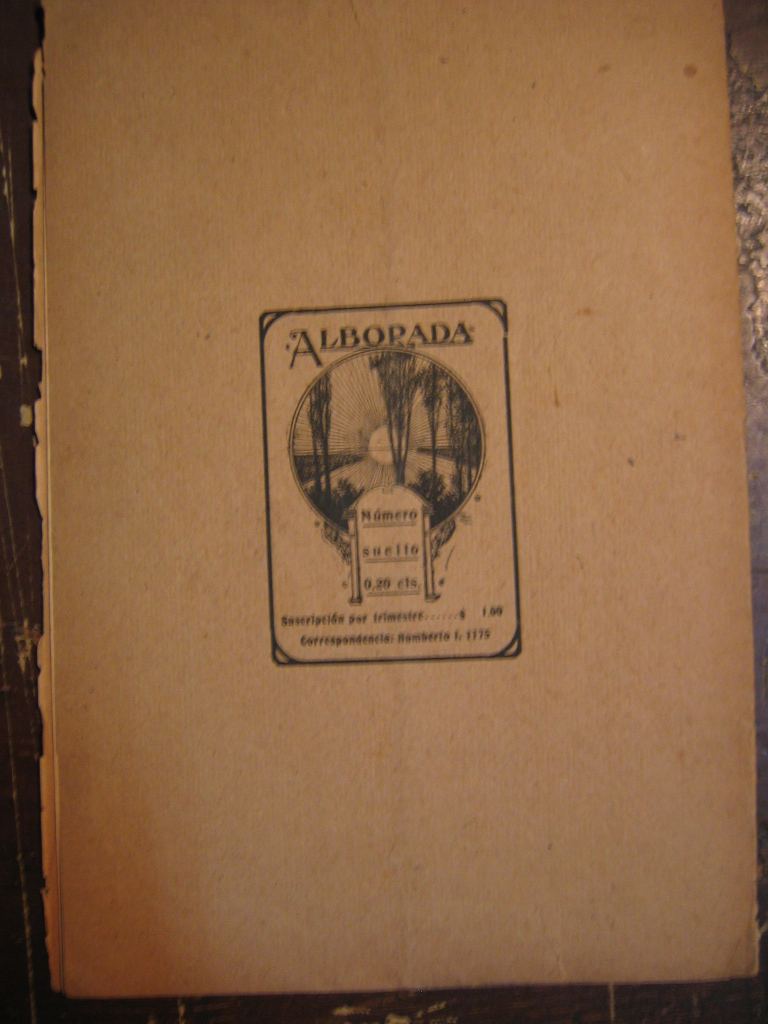 ALBORADA
Número
suelto
0,20 cts.
Suscripción por trimestre......$ 1.00
Correspondencia: Humberto I. 1175